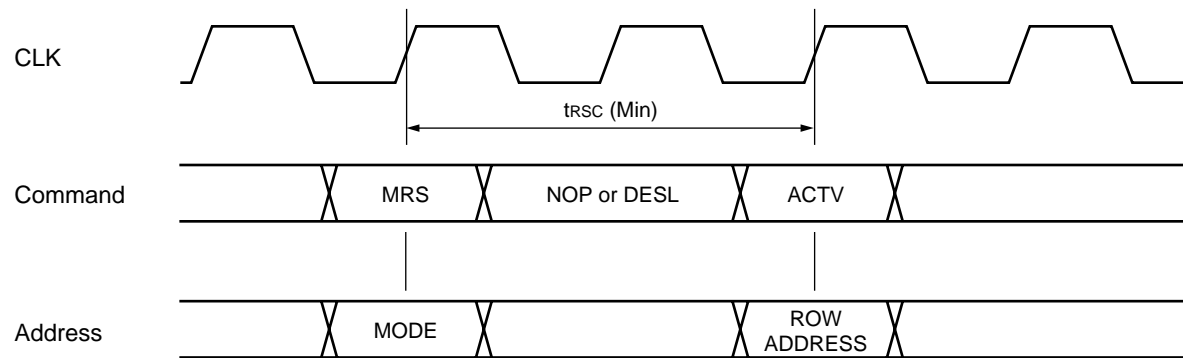 CLK
tRSC (Min)
Command
MRS
NOP or DESL
ACTV
Address
MODE
ROW
ADDRESS